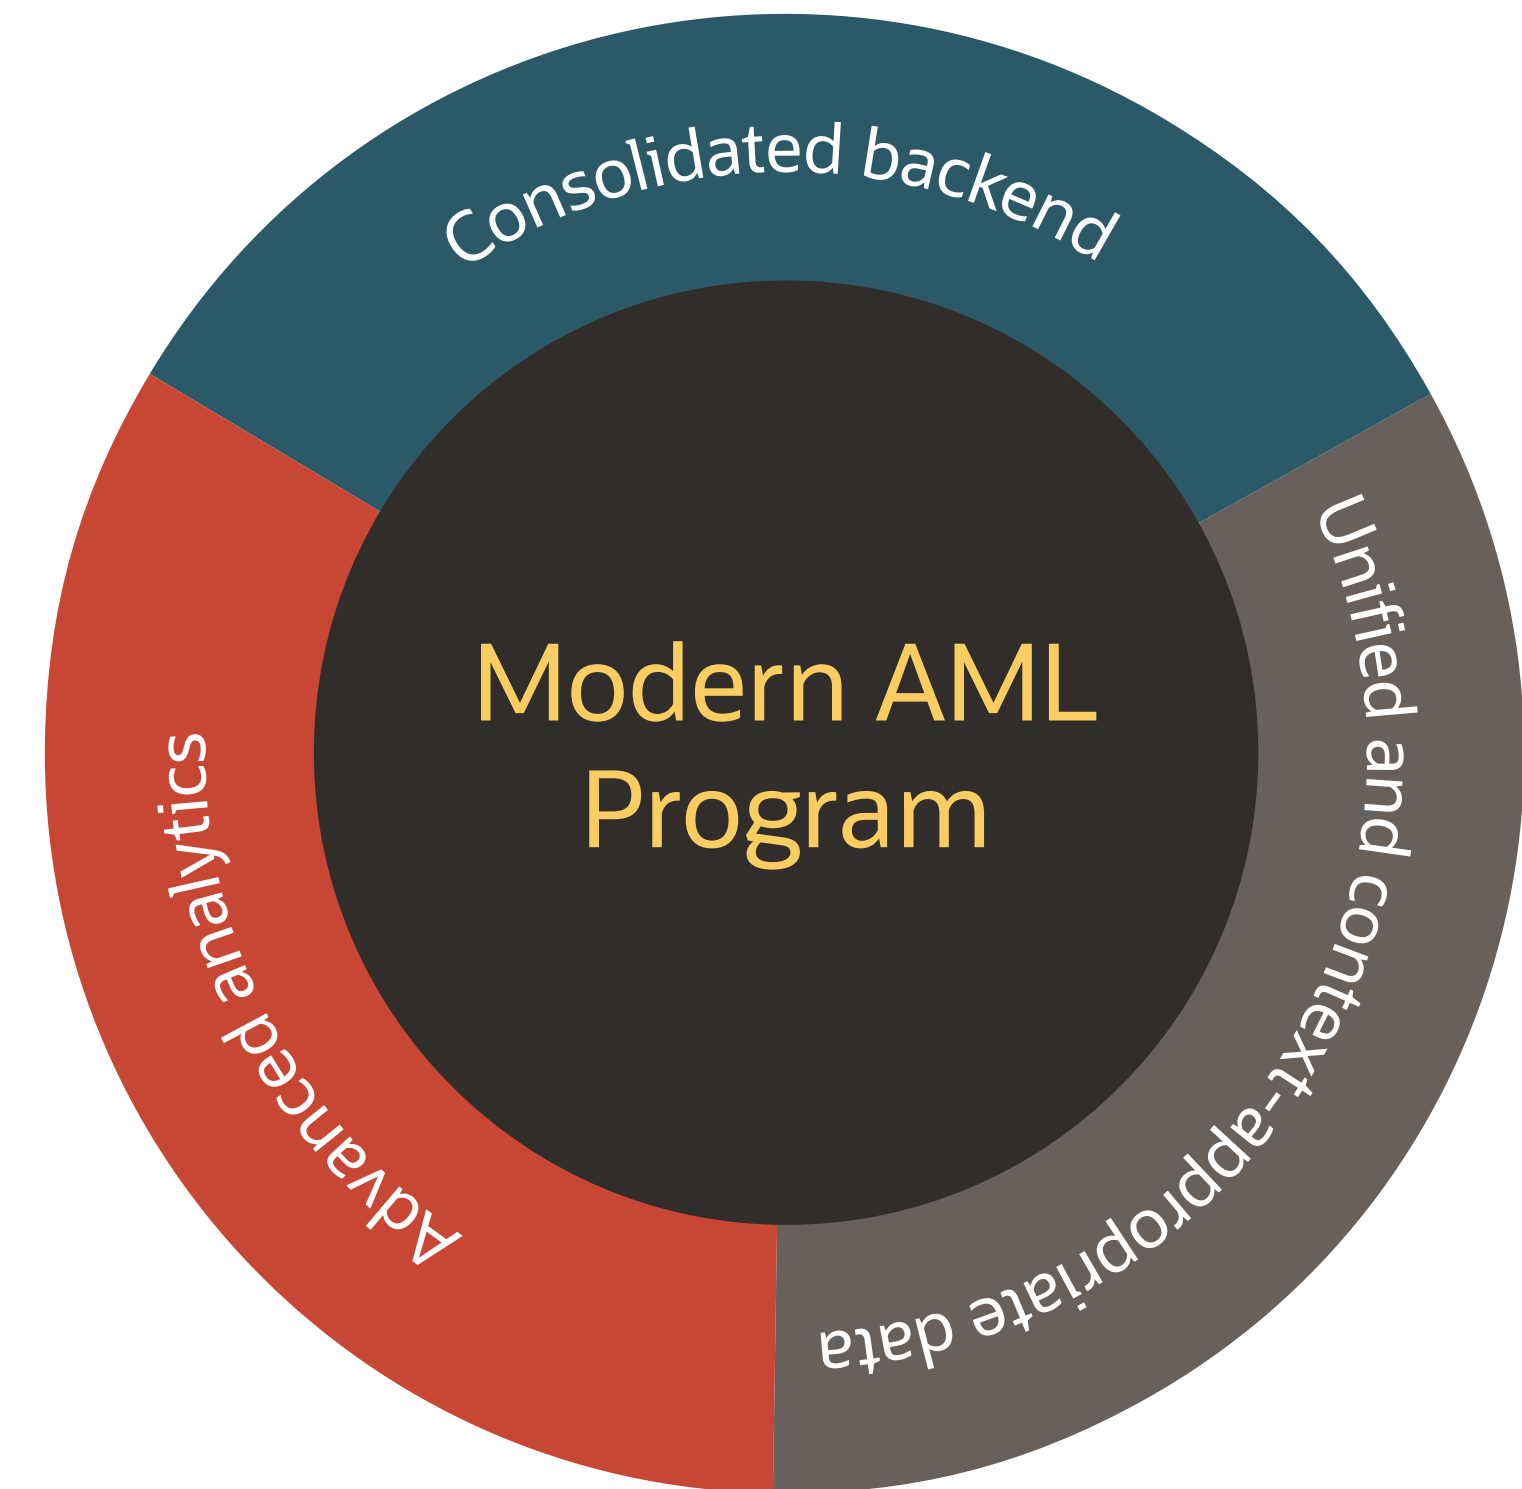 Consolidated backend
Unified and context-appropriate data
Advanced analytics
Modern AML
Program